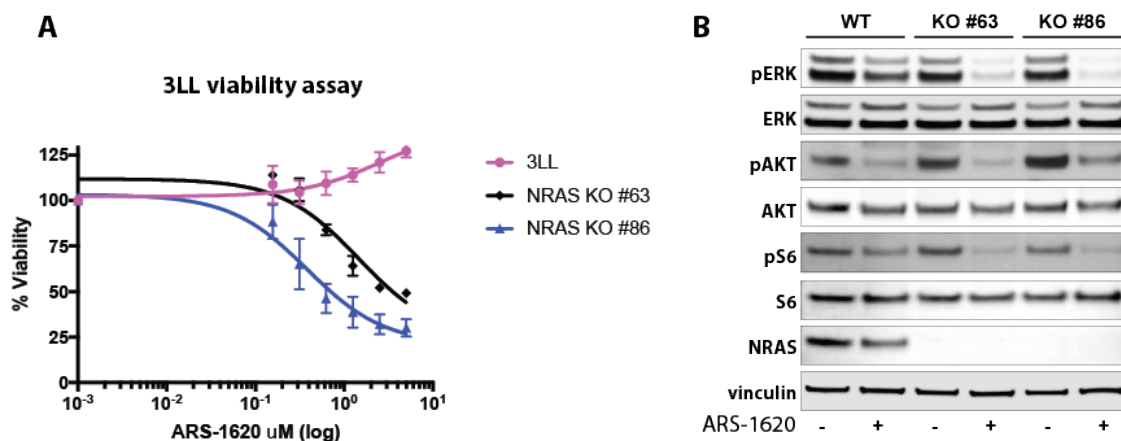 A
3LL viability assay
125
100
75
50
25
0
% Viability
10⁻³
10⁻²
10⁻¹
10⁰
10¹
ARS-1620 uM (log)
3LL
NRAS KO #63
NRAS KO #86
B
WT KO #63 KO #86
pERK
ERK
pAKT
AKT
pS6
S6
NRAS
vinculin
ARS-1620 - + - + - +